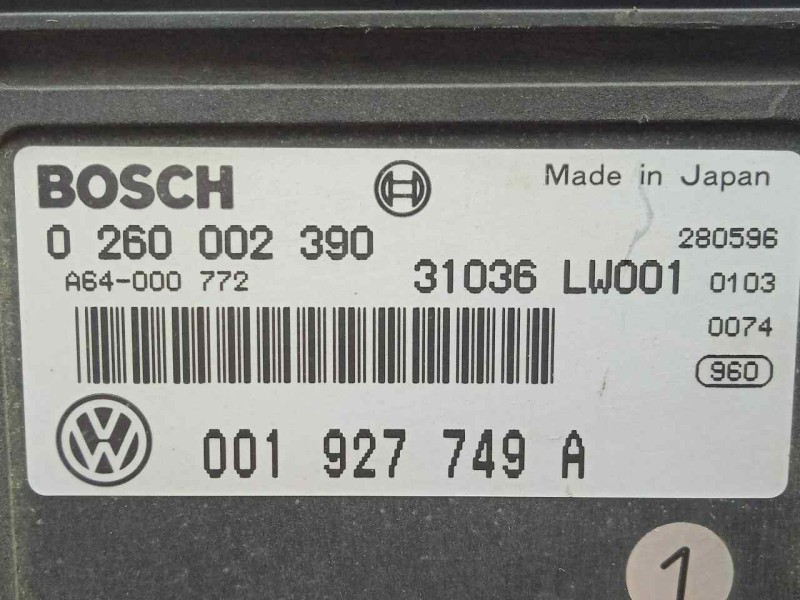 BOSCH
Made in Japan
0 260 002 390
280596
A64-000 772
31036 LW001
0103
0074
960
001 927 749 A
1